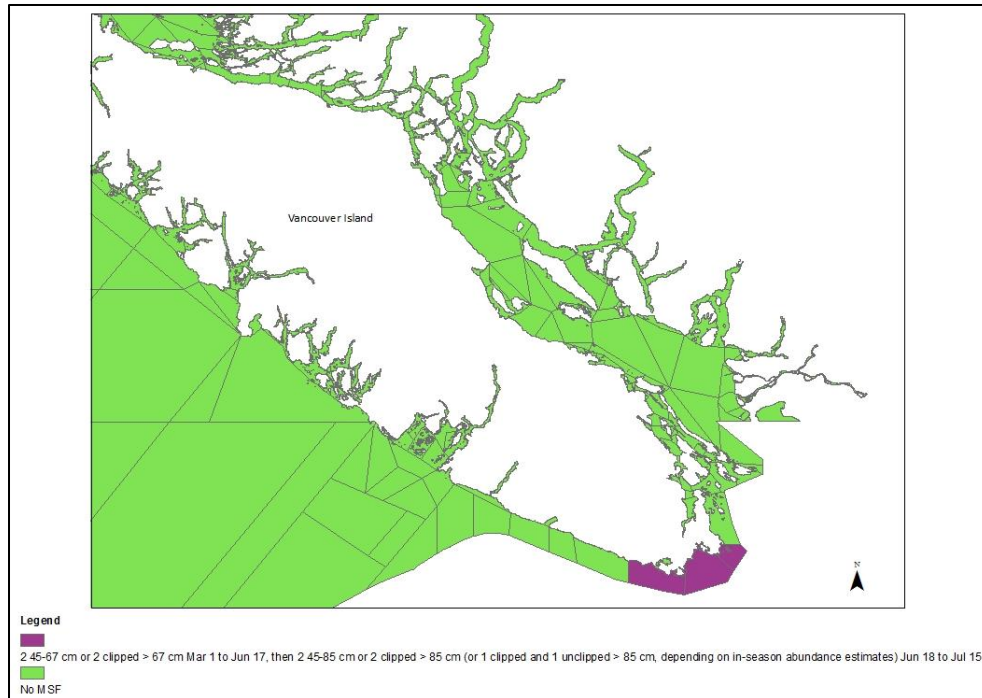 Vancouver Island
N
Legend
2 45-67 cm or 2 clipped > 67 cm Mar 1 to Jun 17, then 2 45-85 cm or 2 clipped > 85 cm (or 1 clipped and 1 unclipped > 85 cm, depending on in-season abundance estimates) Jun 18 to Jul 15
No MSF